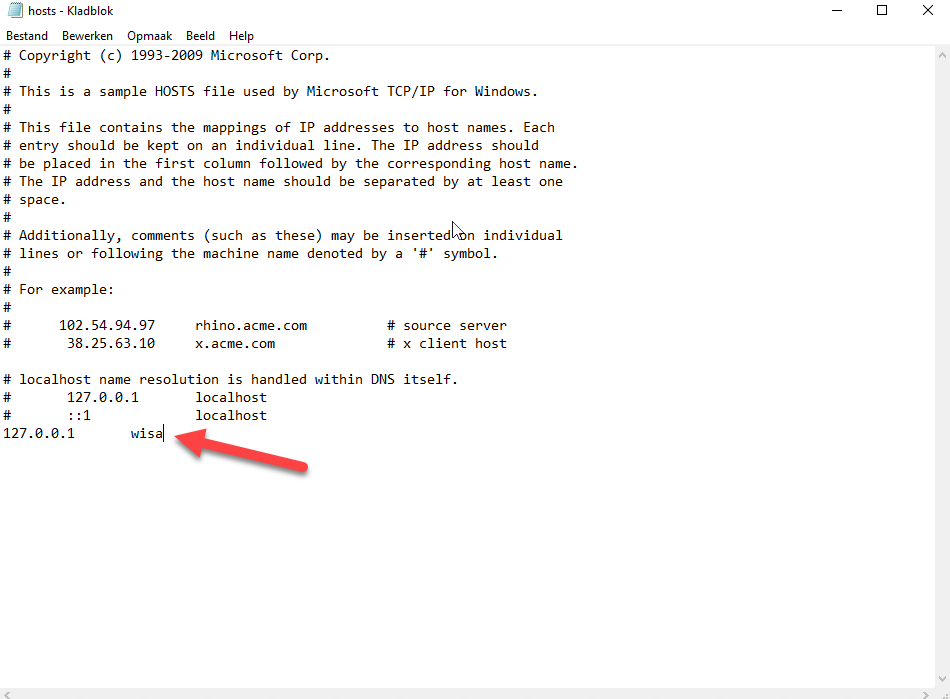 hosts - Kladblok
Bestand Bewerken Opmaak Beeld Help
# Copyright (c) 1993-2009 Microsoft Corp.
#
# This is a sample HOSTS file used by Microsoft TCP/IP for Windows.
#
# This file contains the mappings of IP addresses to host names. Each
# entry should be kept on an individual line. The IP address should
# be placed in the first column followed by the corresponding host name.
# The IP address and the host name should be separated by at least one
# space.
#
# Additionally, comments (such as these) may be inserted on individual
# lines or following the machine name denoted by a '#' symbol.
#
# For example:
#
#      102.54.94.97     rhino.acme.com          # source server
#       38.25.63.10     x.acme.com              # x client host

# localhost name resolution is handled within DNS itself.
#       127.0.0.1       localhost
#       ::1             localhost
127.0.0.1       wisa